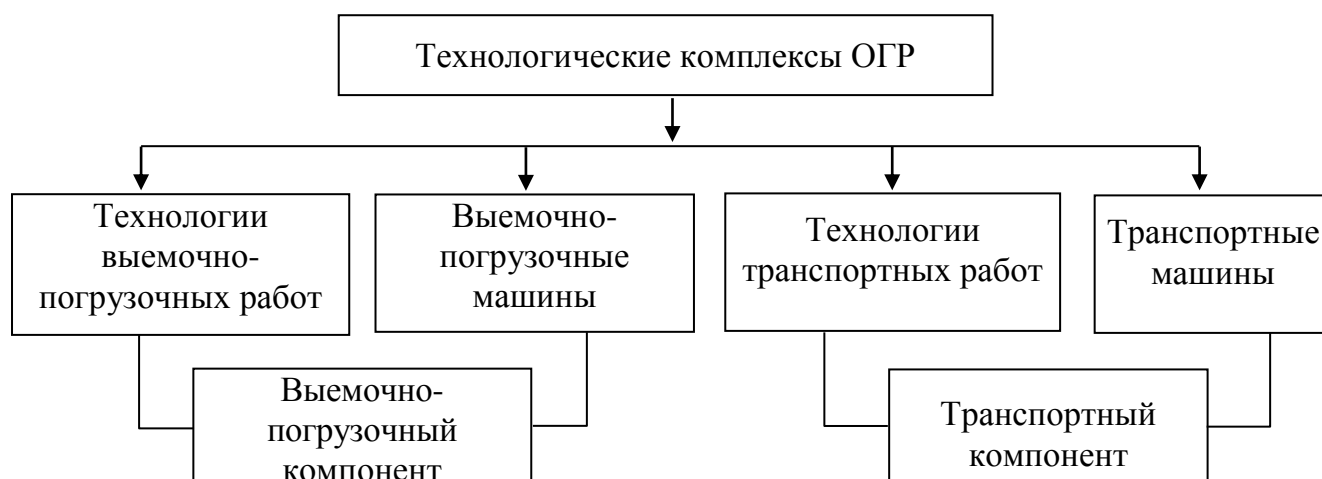 Технологические комплексы ОГР
Технологии
выемочно-
погрузочных работ
Выемочно-
погрузочные
машины
Технологии
транспортных работ
Транспортные
машины
Выемочно-
погрузочный
компонент
Транспортный
компонент